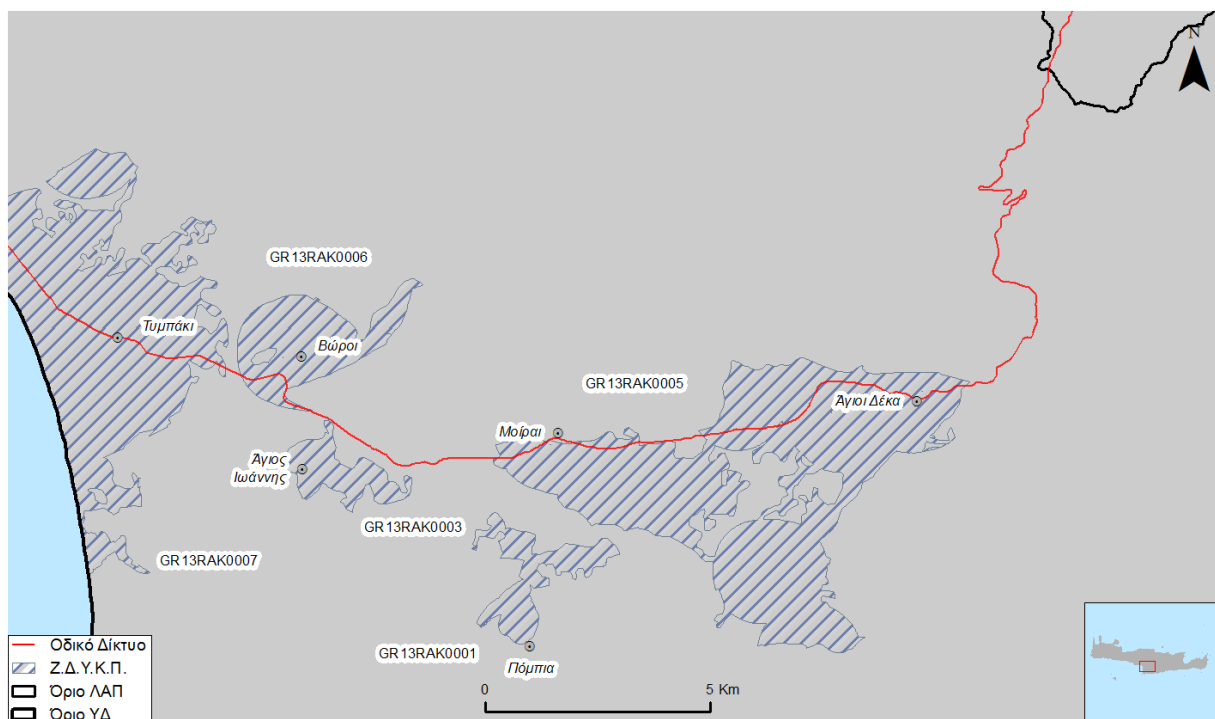 N
GR13RAK0006
Τυμπάκι
Βώροι
GR13RAK0005
Άγιοι Δέκα
Μοίραι
Άγιος
Ιωάννης
GR13RAK0003
GR13RAK0007
GR13RAK0001
Πόμπια
Οδικό Δίκτυο
Ζ.Δ.Υ.Κ.Π.
Όριο ΛΑΠ
Όριο ΥΔ
0 5 Km